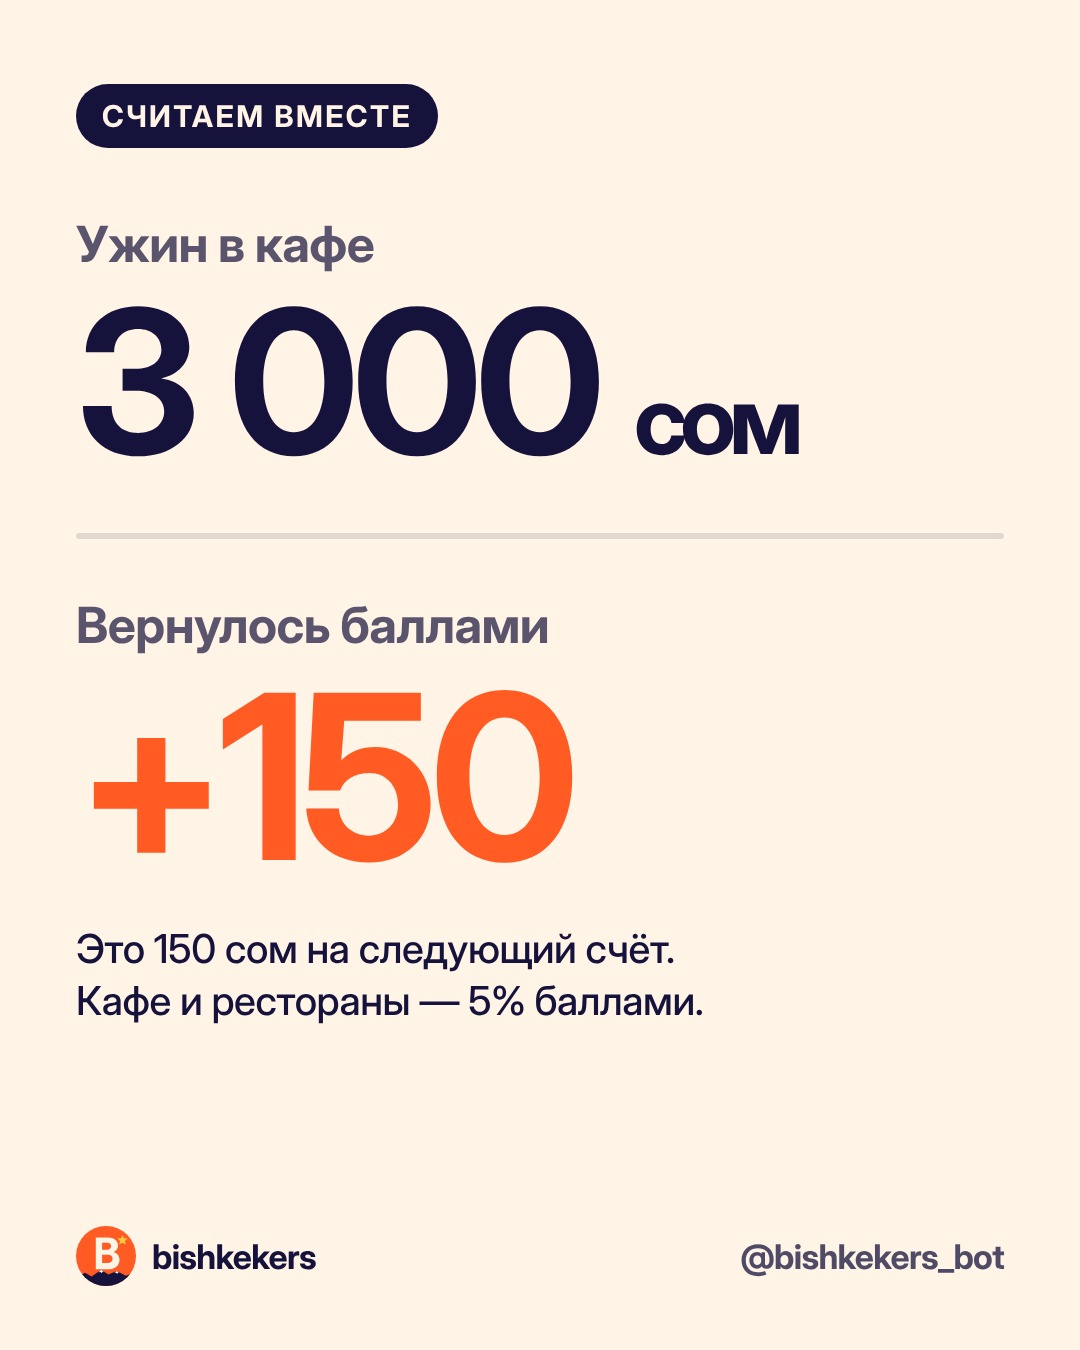 СЧИТАЕМ ВМЕСТЕ
Ужин в кафе
3 000 сом
Вернулось баллами
+150
Это 150 сом на следующий счёт.
Кафе и рестораны — 5% баллами.
B bishkekers
@bishkekers_bot